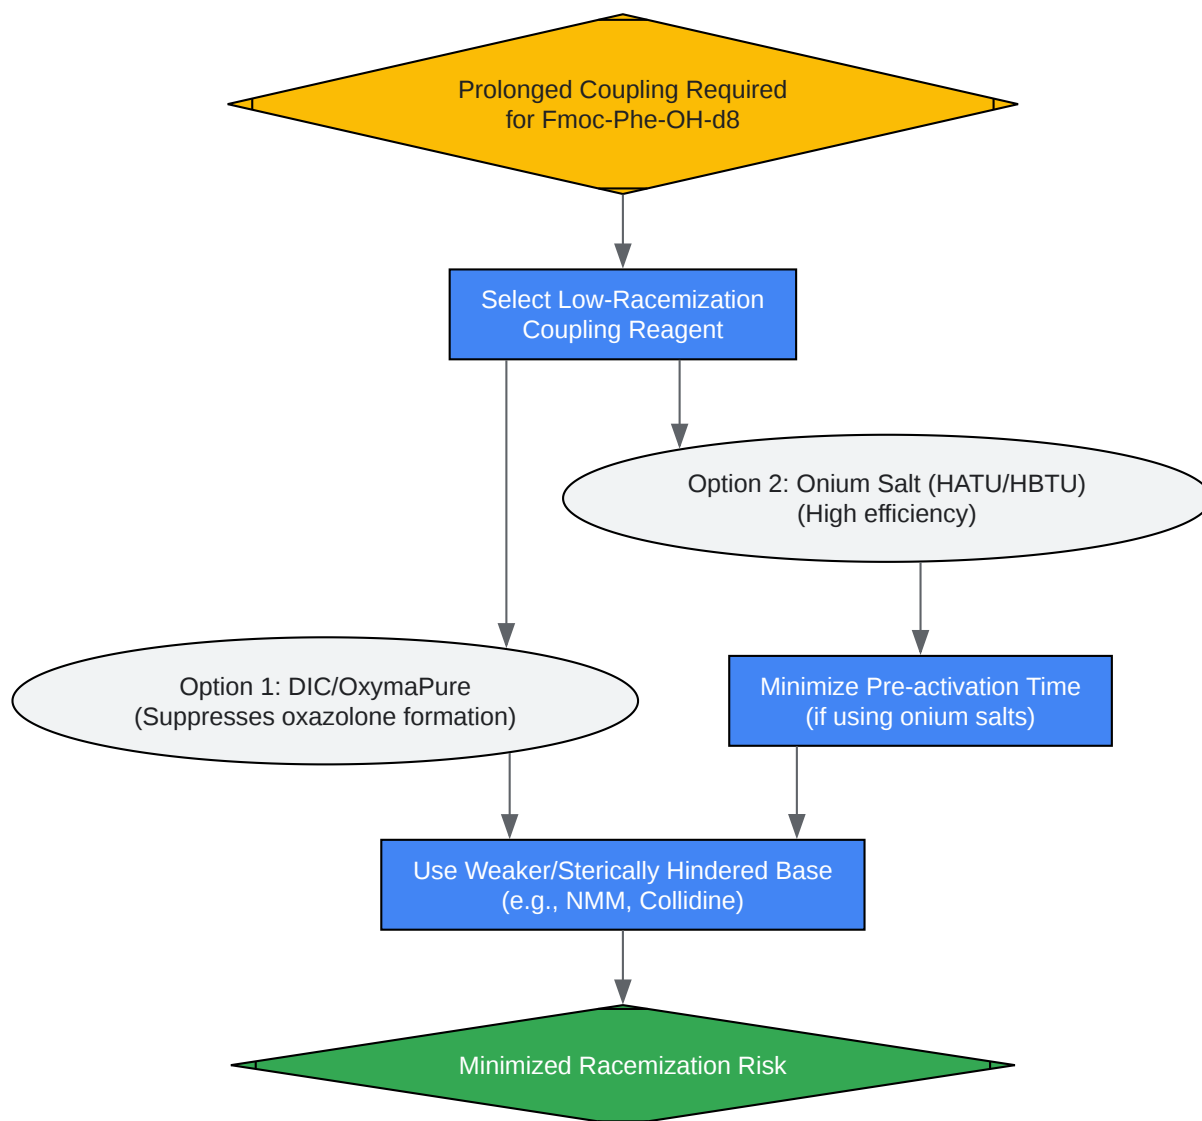 Prolonged Coupling Required
for Fmoc-Phe-OH-d8
Select Low-Racemization
Coupling Reagent
Option 2: Onium Salt (HATU/HBTU)
(High efficiency)
Option 1: DIC/OxymaPure
(Suppresses oxazolone formation)
Minimize Pre-activation Time
(if using onium salts)
Use Weaker/Sterically Hindered Base
(e.g., NMM, Collidine)
Minimized Racemization Risk